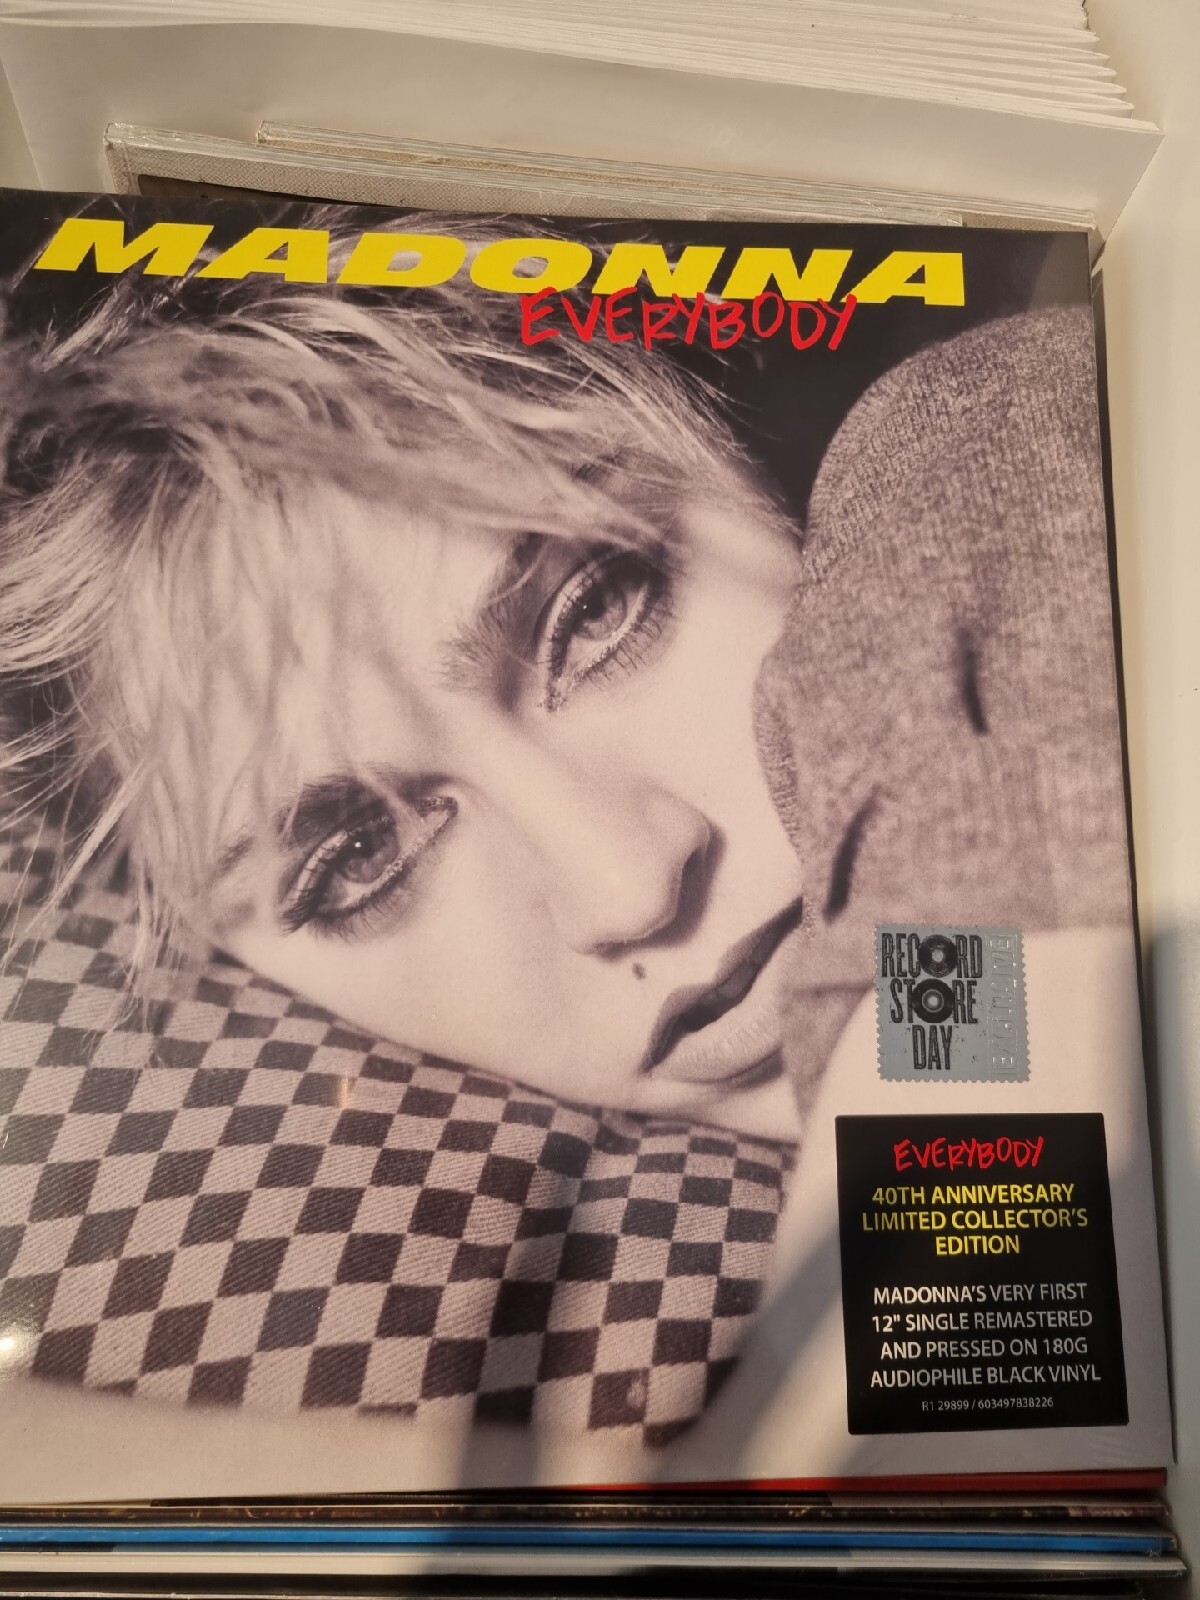 MADONNA
EVERYBODY
RECORD
STORE
DAY
EXCLUSIVE
EVERYBODY
40TH ANNIVERSARY
LIMITED COLLECTOR'S
EDITION
MADONNA'S VERY FIRST
12" SINGLE REMASTERED
AND PRESSED ON 180G
AUDIOPHILE BLACK VINYL
R1 29899 / 603497838226